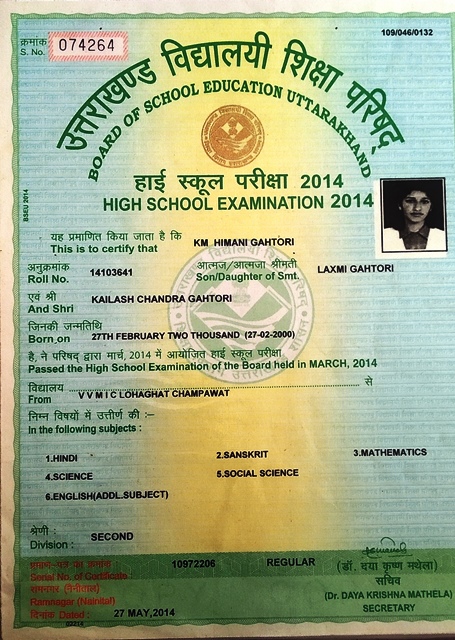 109/046/0132
क्रमांक
S. No. 074264
उत्तराखण्ड विद्यालयी शिक्षा परिषद्
BOARD OF SCHOOL EDUCATION UTTARAKHAND
हाई स्कूल परीक्षा 2014
HIGH SCHOOL EXAMINATION 2014
BSEU 2014
यह प्रमाणित किया जाता है कि
This is to certify that KM HIMANI GAHTORI
अनुक्रमांक आत्मज/आत्मजा श्रीमती
Roll No. 14103641 Son/Daughter of Smt. LAXMI GAHTORI
एवं श्री
And Shri KAILASH CHANDRA GAHTORI
जिनकी जन्मतिथि
Born on 27TH FEBRUARY TWO THOUSAND (27-02-2000)
है, ने परिषद् द्वारा मार्च, 2014 में आयोजित हाई स्कूल परीक्षा
Passed the High School Examination of the Board held in MARCH, 2014
विद्यालय से
From V V M I C LOHAGHAT CHAMPAWAT
निम्न विषयों में उत्तीर्ण की :–
In the following subjects :
1.HINDI 2.SANSKRIT 3.MATHEMATICS
4.SCIENCE 5.SOCIAL SCIENCE
6.ENGLISH(ADDL.SUBJECT)
श्रेणी :
Division : SECOND
Serial No. of Certificate : 10972206 REGULAR
(डॉ. दया कृष्ण मथेला)
रामनगर (नैनीताल) सचिव
Ramnagar (Nainital) (Dr. DAYA KRISHNA MATHELA)
दिनांक Dated : 27 MAY,2014 SECRETARY